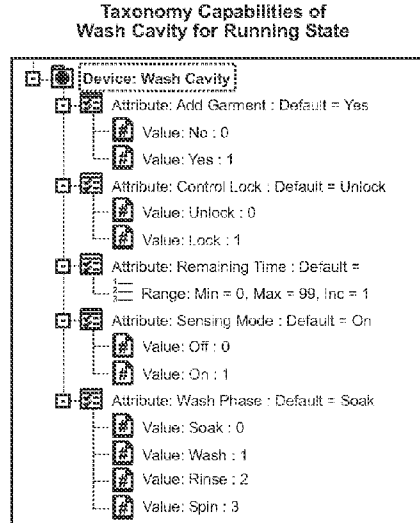 Taxonomy Capabilities of
Wash Cavity for Running State
Device: Wash Cavity
Attribute: Add Garment : Default = Yes
# Value: No : 0
# Value: Yes : 1
Attribute: Control Lock : Default = Unlock
# Value: Unlock : 0
# Value: Lock : 1
Attribute: Remaining Time : Default =
1 2 3 Range: Min = 0, Max = 99, Inc = 1
Attribute: Sensing Mode : Default = On
# Value: Off : 0
# Value: On : 1
Attribute: Wash Phase : Default = Soak
# Value: Soak : 0
# Value: Wash : 1
# Value: Rinse : 2
# Value: Spin : 3